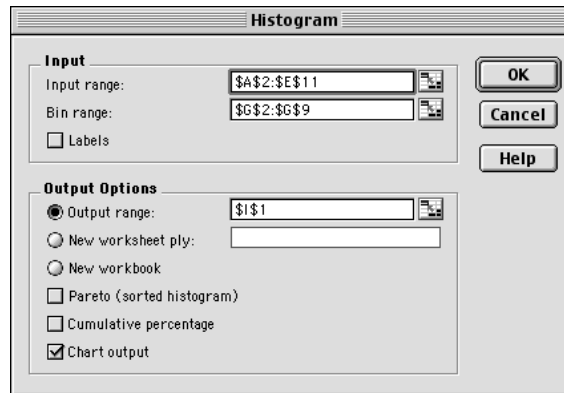 Histogram
Input
Input range: $A$2:$E$11
Bin range: $G$2:$G$9
Labels
OK
Cancel
Help
Output Options
Output range: $I$1
New worksheet ply:
New workbook
Pareto (sorted histogram)
Cumulative percentage
Chart output